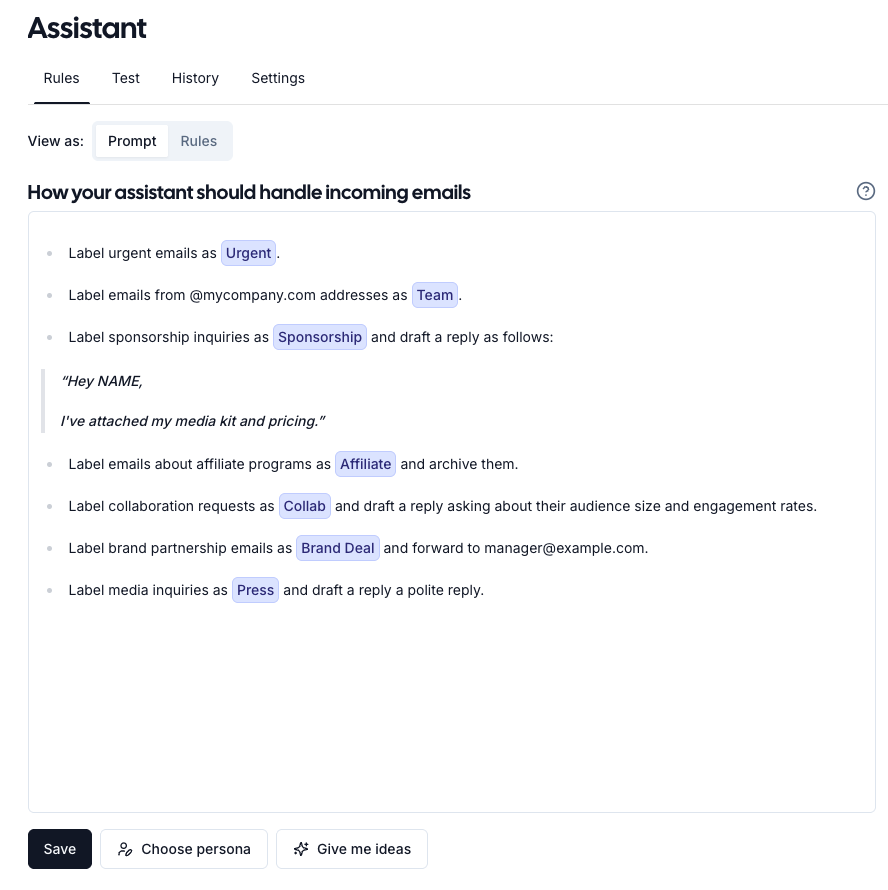 Assistant
Rules Test History Settings
View as: Prompt Rules
How your assistant should handle incoming emails
Label urgent emails as Urgent.
Label emails from @mycompany.com addresses as Team.
Label sponsorship inquiries as Sponsorship and draft a reply as follows:
“Hey NAME,
I've attached my media kit and pricing.”
Label emails about affiliate programs as Affiliate and archive them.
Label collaboration requests as Collab and draft a reply asking about their audience size and engagement rates.
Label brand partnership emails as Brand Deal and forward to manager@example.com.
Label media inquiries as Press and draft a reply a polite reply.
Save Choose persona Give me ideas